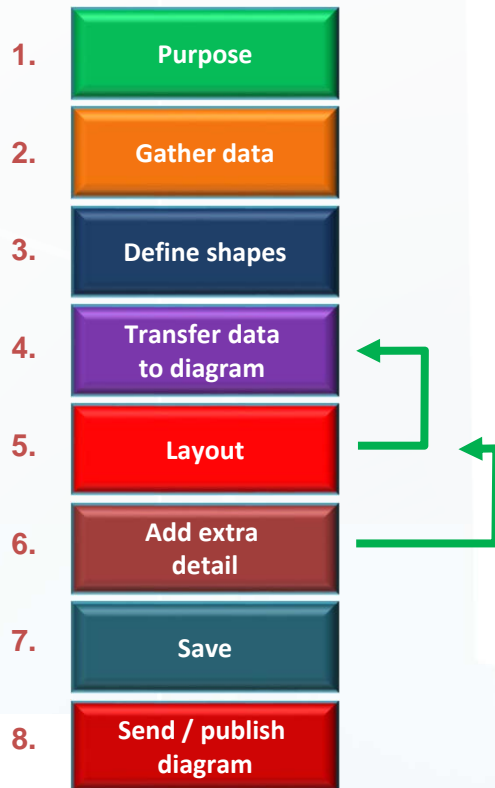 1. Purpose
2. Gather data
3. Define shapes
4. Transfer data
to diagram
5. Layout
6. Add extra
detail
7. Save
8. Send / publish
diagram